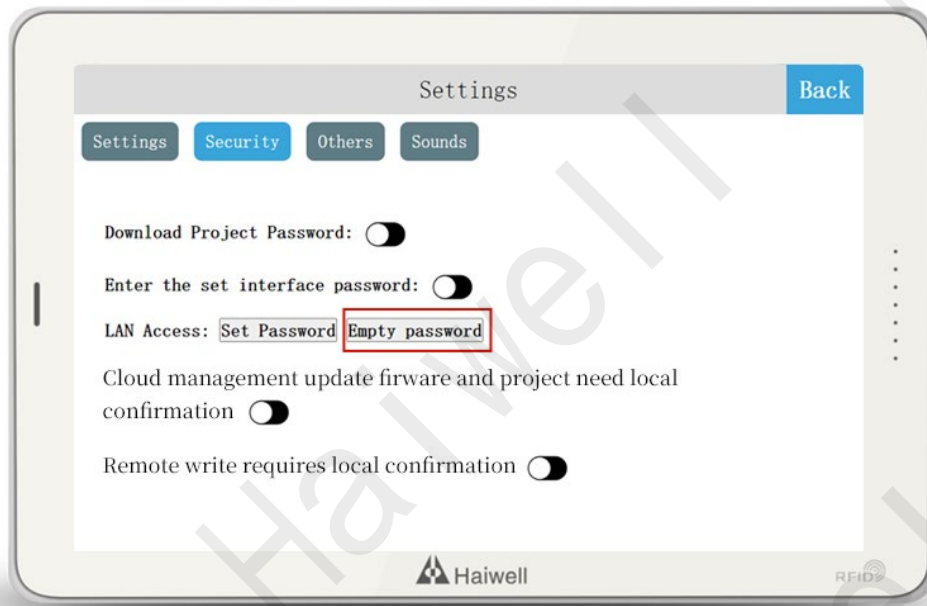 Settings
Back
Settings Security Others Sounds
Download Project Password:
Enter the set interface password:
LAN Access: Set Password Empty password
Cloud management update firware and project need local
confirmation
Remote write requires local confirmation
Haiwell
RFID
Haiwell